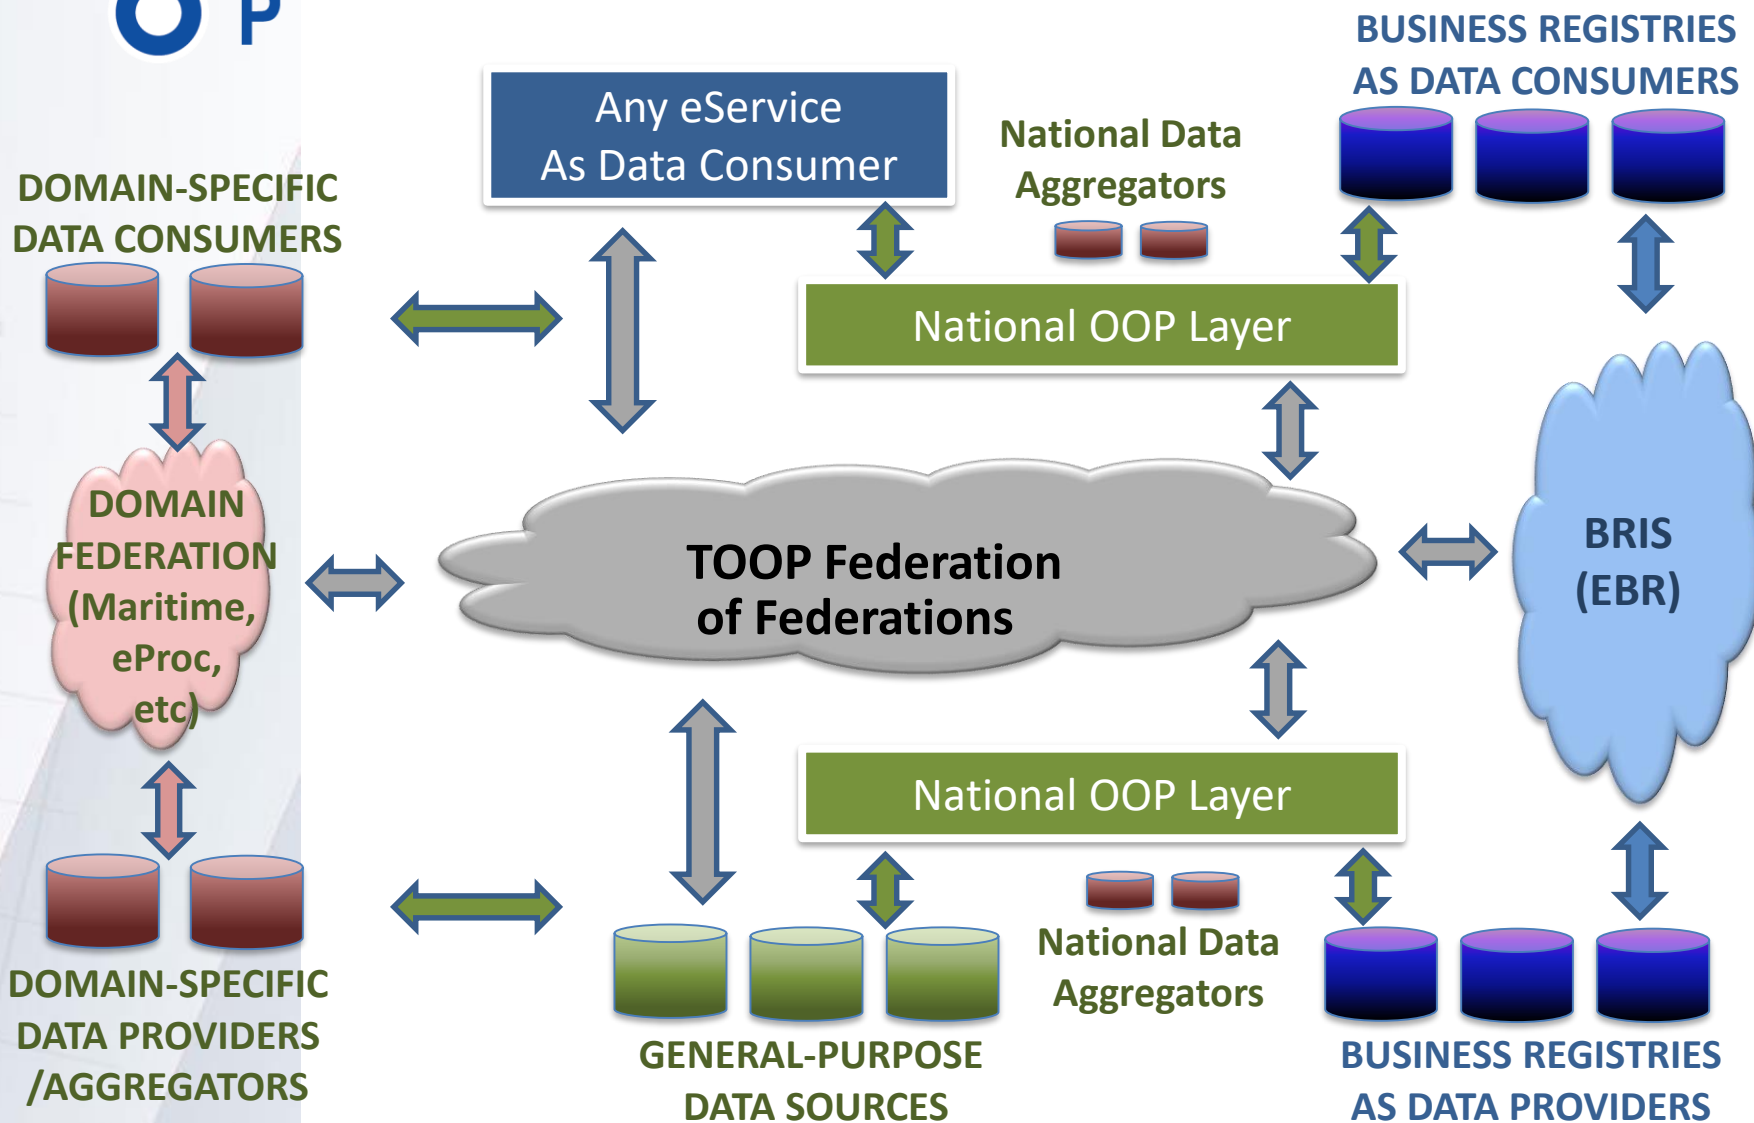 O P
BUSINESS REGISTRIES
AS DATA CONSUMERS
Any eService
As Data Consumer
National Data
Aggregators
DOMAIN-SPECIFIC
DATA CONSUMERS
National OOP Layer
DOMAIN
FEDERATION
(Maritime,
eProc,
etc)
TOOP Federation
of Federations
BRIS
(EBR)
National OOP Layer
National Data
Aggregators
DOMAIN-SPECIFIC
DATA PROVIDERS
/AGGREGATORS
GENERAL-PURPOSE
DATA SOURCES
BUSINESS REGISTRIES
AS DATA PROVIDERS